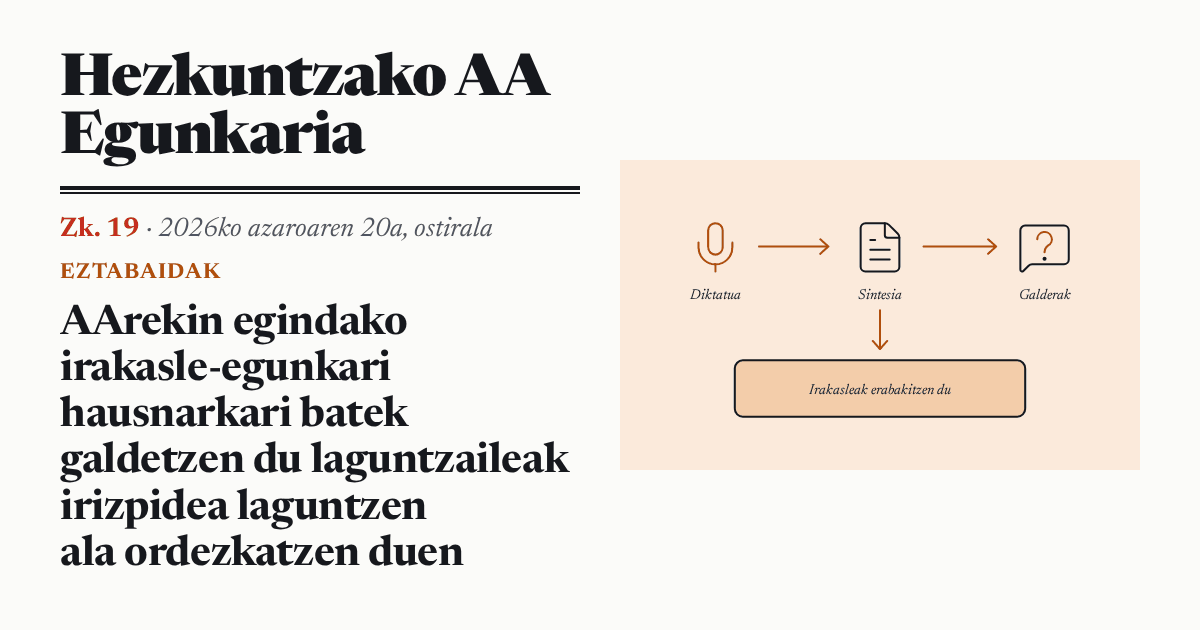 Hezkuntzako AA
Egunkaria
Zk. 19 · 2026ko azaroaren 20a, ostirala
EZTABAIDAK
AArekin egindako
irakasle-egunkari
hausnarkari batek
galdetzen du laguntzaileak
irizpidea laguntzen
ala ordezkatzen duen
Diktatua
Sintesia
Galderak
Irakasleak erabakitzen du